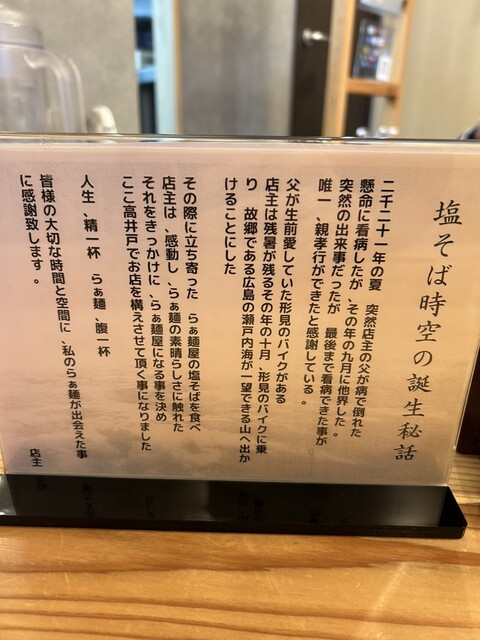 塩そば時空の誕生秘話
二千二十一年の夏　突然店主の父が病で倒れた
懸命に看病したが、その年の九月に他界した。
突然の出来事だったが　最後まで看病できた事が
唯一、親孝行ができたと感謝している。
父が生前愛していた形見のバイクがある
店主は残暑が残るその年の十月、形見のバイクに乗
り　故郷である広島の瀬戸内海が一望できる山へ出か
けることにした
その際に立ち寄った　らぁ麺屋の塩そばを食べ
店主は、感動し、らぁ麺の素晴らしさに触れた
それをきっかけに、らぁ麺屋になる事を決め
ここ高井戸でお店を構えさせて頂く事になりました
人生、精一杯　らぁ麺、腹一杯
皆様の大切な時間と空間に、私のらぁ麺が出会えた事
に感謝致します。
店主